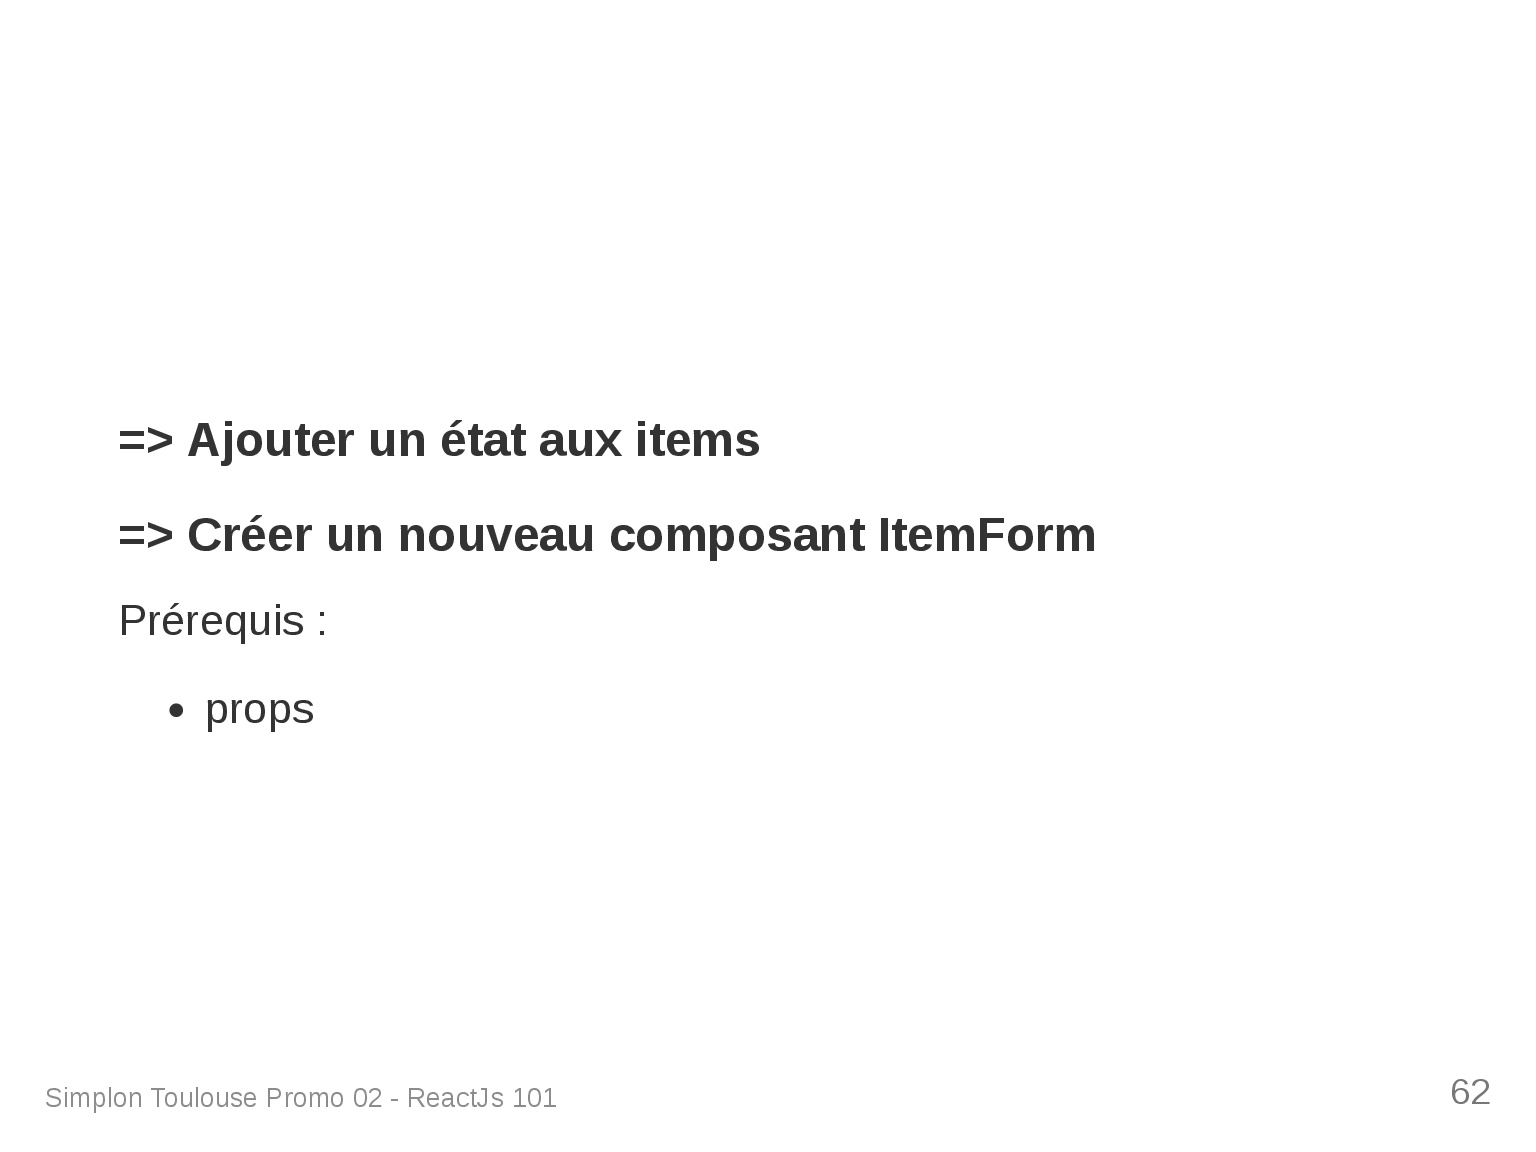 => Ajouter un état aux items
=> Créer un nouveau composant ItemForm
Prérequis :
• props
Simplon Toulouse Promo 02 - ReactJs 101
62